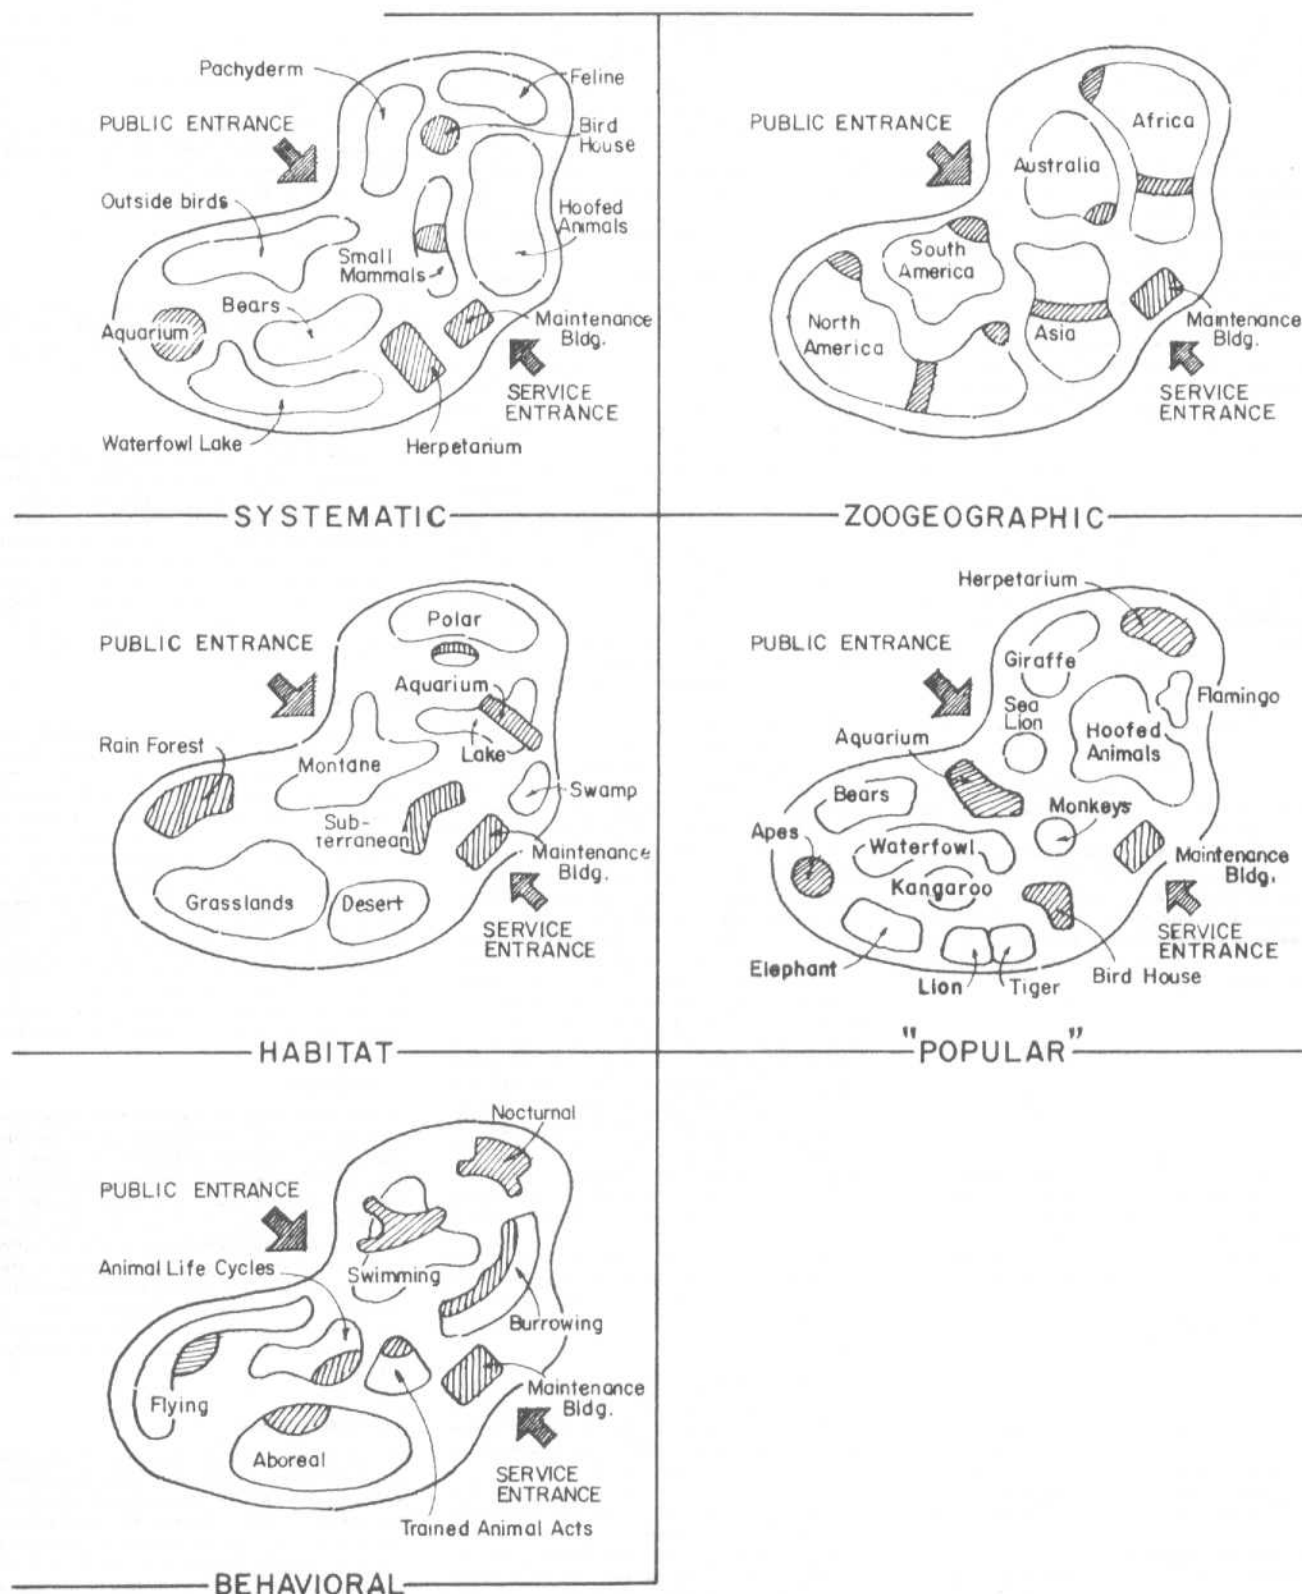 Pachyderm
Feline
PUBLIC ENTRANCE
Bird
House
Outside birds
Hoofed
Animals
Small
Mammals
Bears
Aquarium
Maintenance
Bldg.
SERVICE
ENTRANCE
Waterfowl Lake
Herpetarium
SYSTEMATIC
PUBLIC ENTRANCE
Africa
Australia
South
America
North
America
Asia
Maintenance
Bldg.
SERVICE
ENTRANCE
ZOOGEOGRAPHIC
Polar
PUBLIC ENTRANCE
Aquarium
Rain Forest
Montane
Lake
Swamp
Sub-
terranean
Maintenance
Bldg.
Grasslands
Desert
SERVICE
ENTRANCE
HABITAT
Herpetarium
PUBLIC ENTRANCE
Giraffe
Flamingo
Sea
Lion
Aquarium
Hoofed
Animals
Bears
Monkeys
Apes
Waterfowl
Maintenance
Bldg.
Kangaroo
SERVICE
ENTRANCE
Elephant
Lion
Tiger
Bird House
"POPULAR"
Nocturnal
PUBLIC ENTRANCE
Animal Life Cycles
Swimming
Burrowing
Flying
Maintenance
Bldg.
Aboreal
SERVICE
ENTRANCE
Trained Animal Acts
BEHAVIORAL